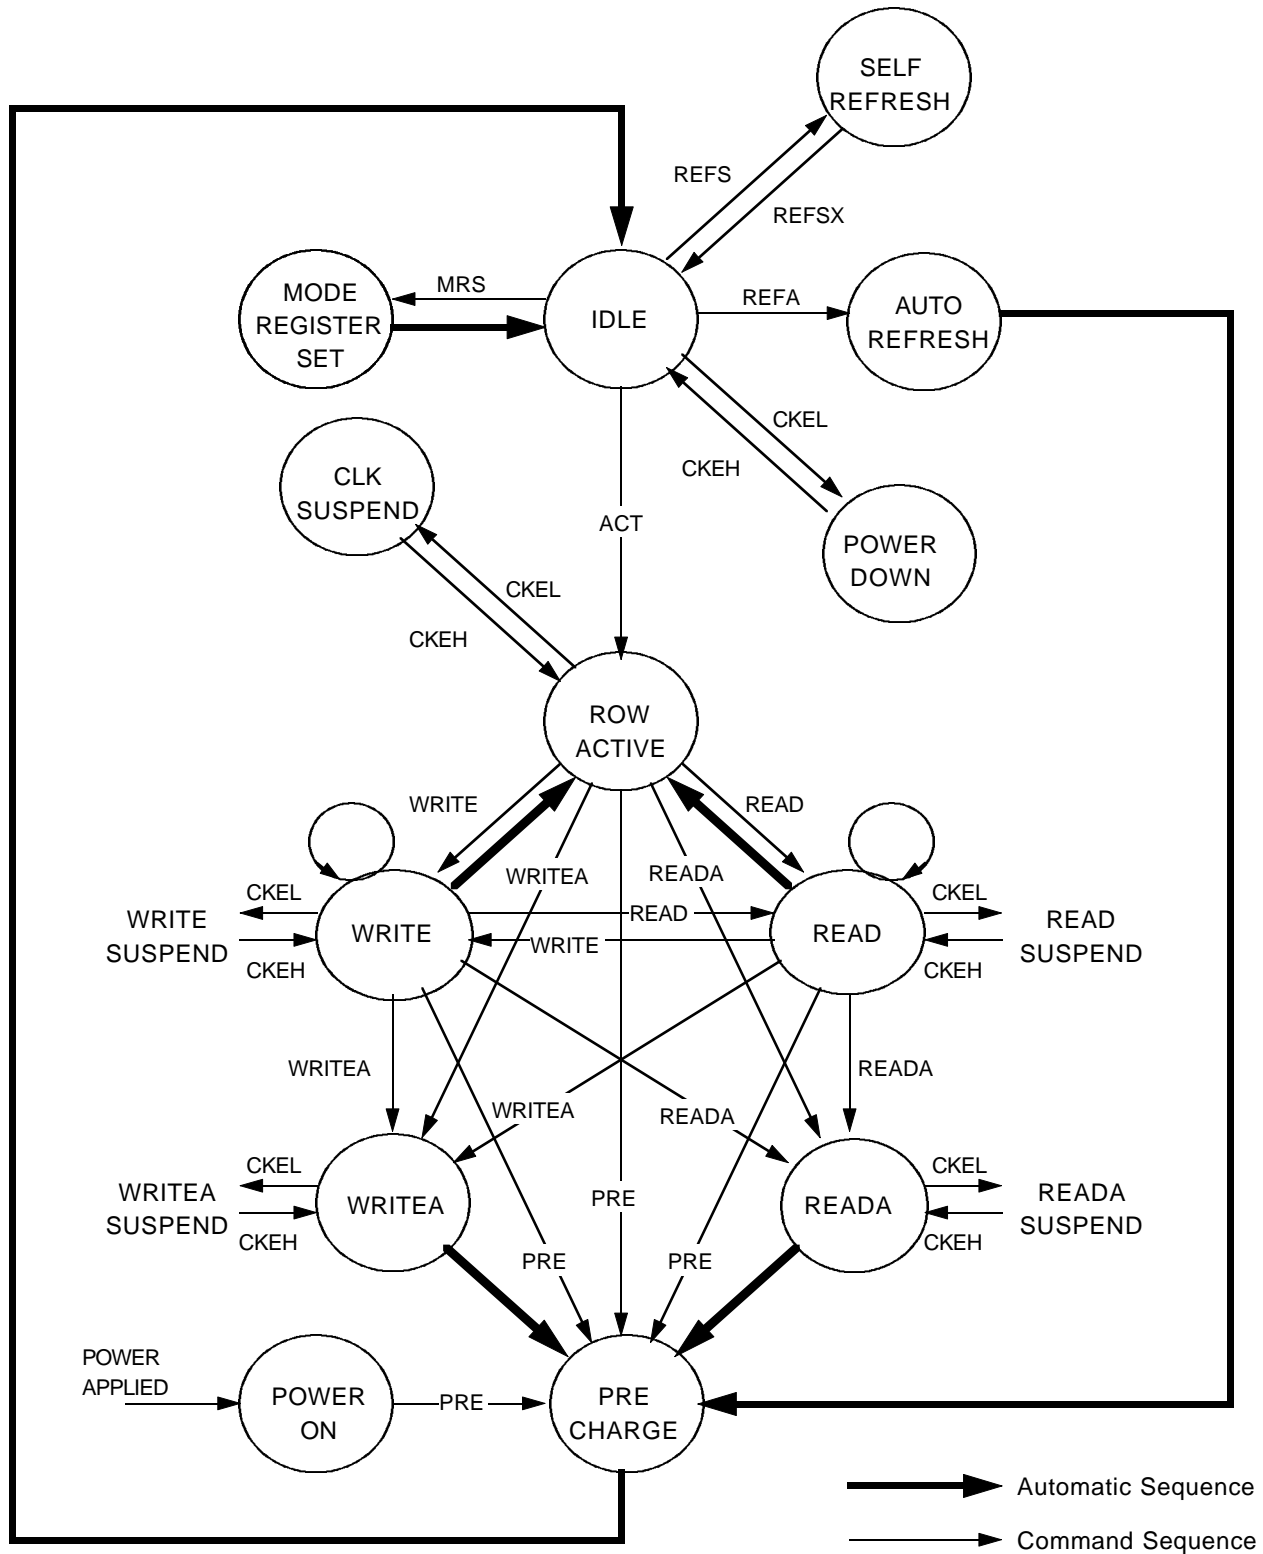 SELF
REFRESH
REFS
REFSX
MODE
REGISTER
SET
MRS
IDLE
REFA
AUTO
REFRESH
CKEL
CKEH
CLK
SUSPEND
ACT
POWER
DOWN
CKEL
CKEH
ROW
ACTIVE
WRITE
READ
WRITEA
READA
CKEL
WRITE
SUSPEND
CKEH
WRITE
READ
WRITE
READ
CKEL
READ
SUSPEND
CKEH
WRITEA
READA
WRITEA
READA
CKEL
WRITEA
SUSPEND
CKEH
WRITEA
PRE
READA
CKEL
READA
SUSPEND
CKEH
PRE
PRE
POWER
APPLIED
POWER
ON
PRE
PRE
CHARGE
Automatic Sequence
Command Sequence